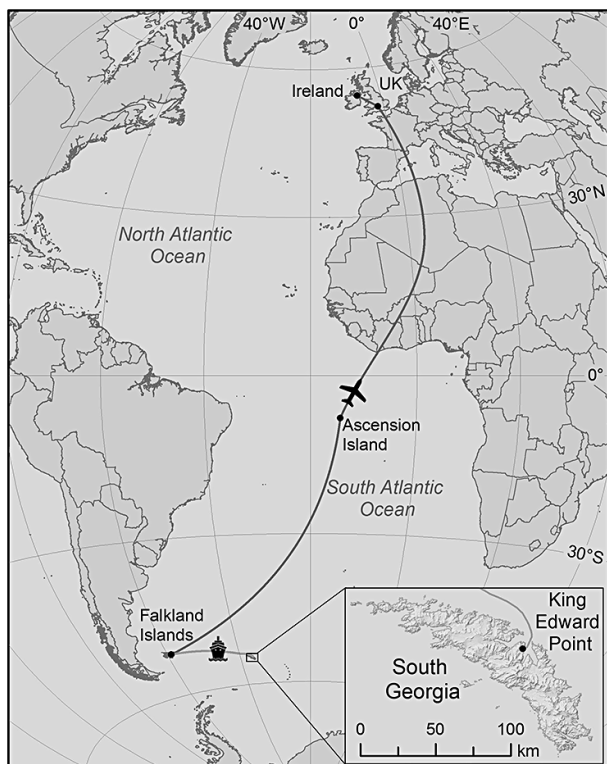 40°W
0°
40°E
UK
Ireland
30°N
North Atlantic
Ocean
0°
Ascension
Island
South Atlantic
Ocean
30°S
Falkland
Islands
King
Edward
Point
South
Georgia
0 50 100
km